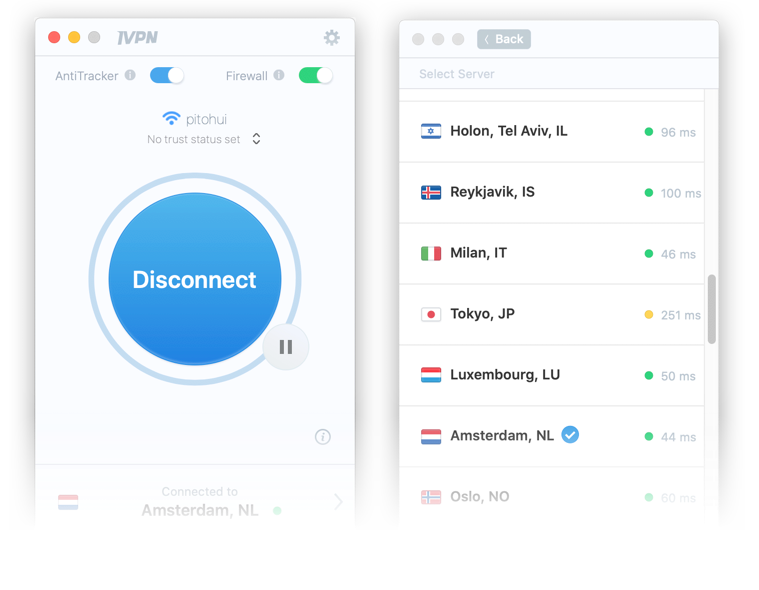 IVPN
AntiTracker
Firewall
pitohui
No trust status set
Disconnect
Connected to
Amsterdam, NL
Back
Select Server
Holon, Tel Aviv, IL 96 ms
Reykjavik, IS 100 ms
Milan, IT 46 ms
Tokyo, JP 251 ms
Luxembourg, LU 50 ms
Amsterdam, NL 44 ms
Oslo, NO 60 ms